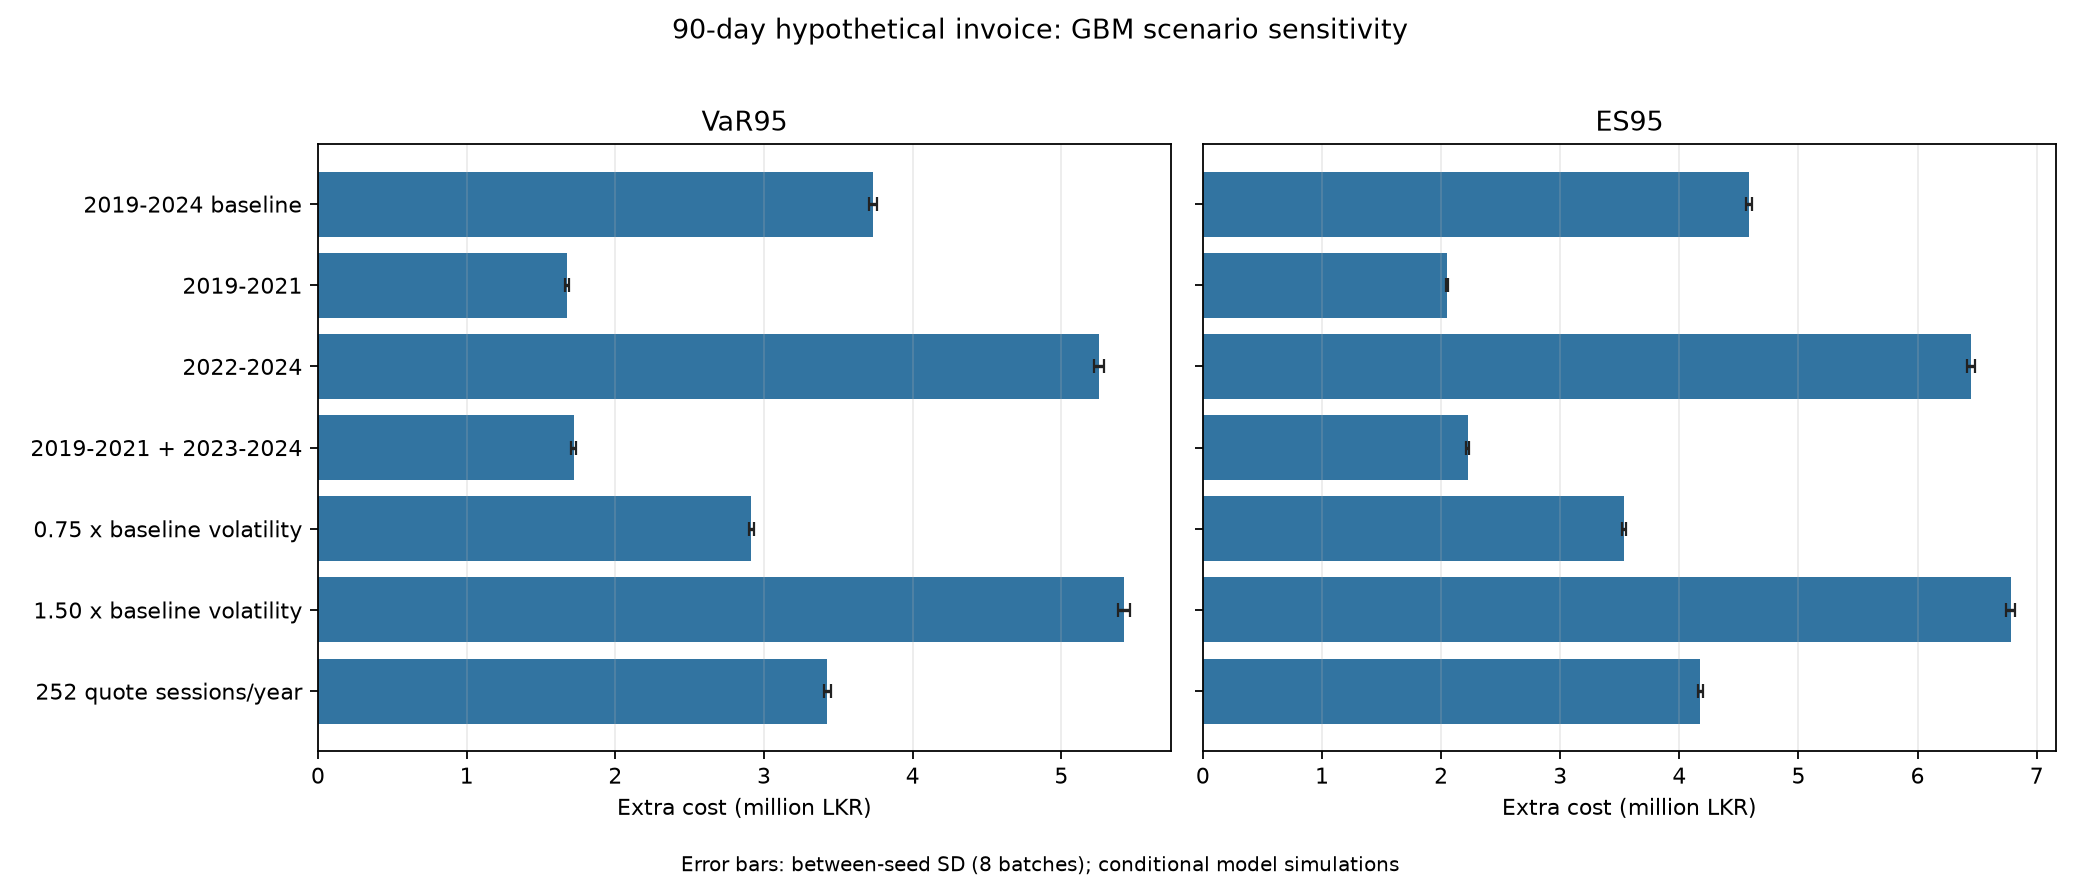 90-day hypothetical invoice: GBM scenario sensitivity
VaR95
ES95
2019-2024 baseline
2019-2021
2022-2024
2019-2021 + 2023-2024
0.75 x baseline volatility
1.50 x baseline volatility
252 quote sessions/year
0 1 2 3 4 5
0 1 2 3 4 5 6 7
Extra cost (million LKR)
Extra cost (million LKR)
Error bars: between-seed SD (8 batches); conditional model simulations